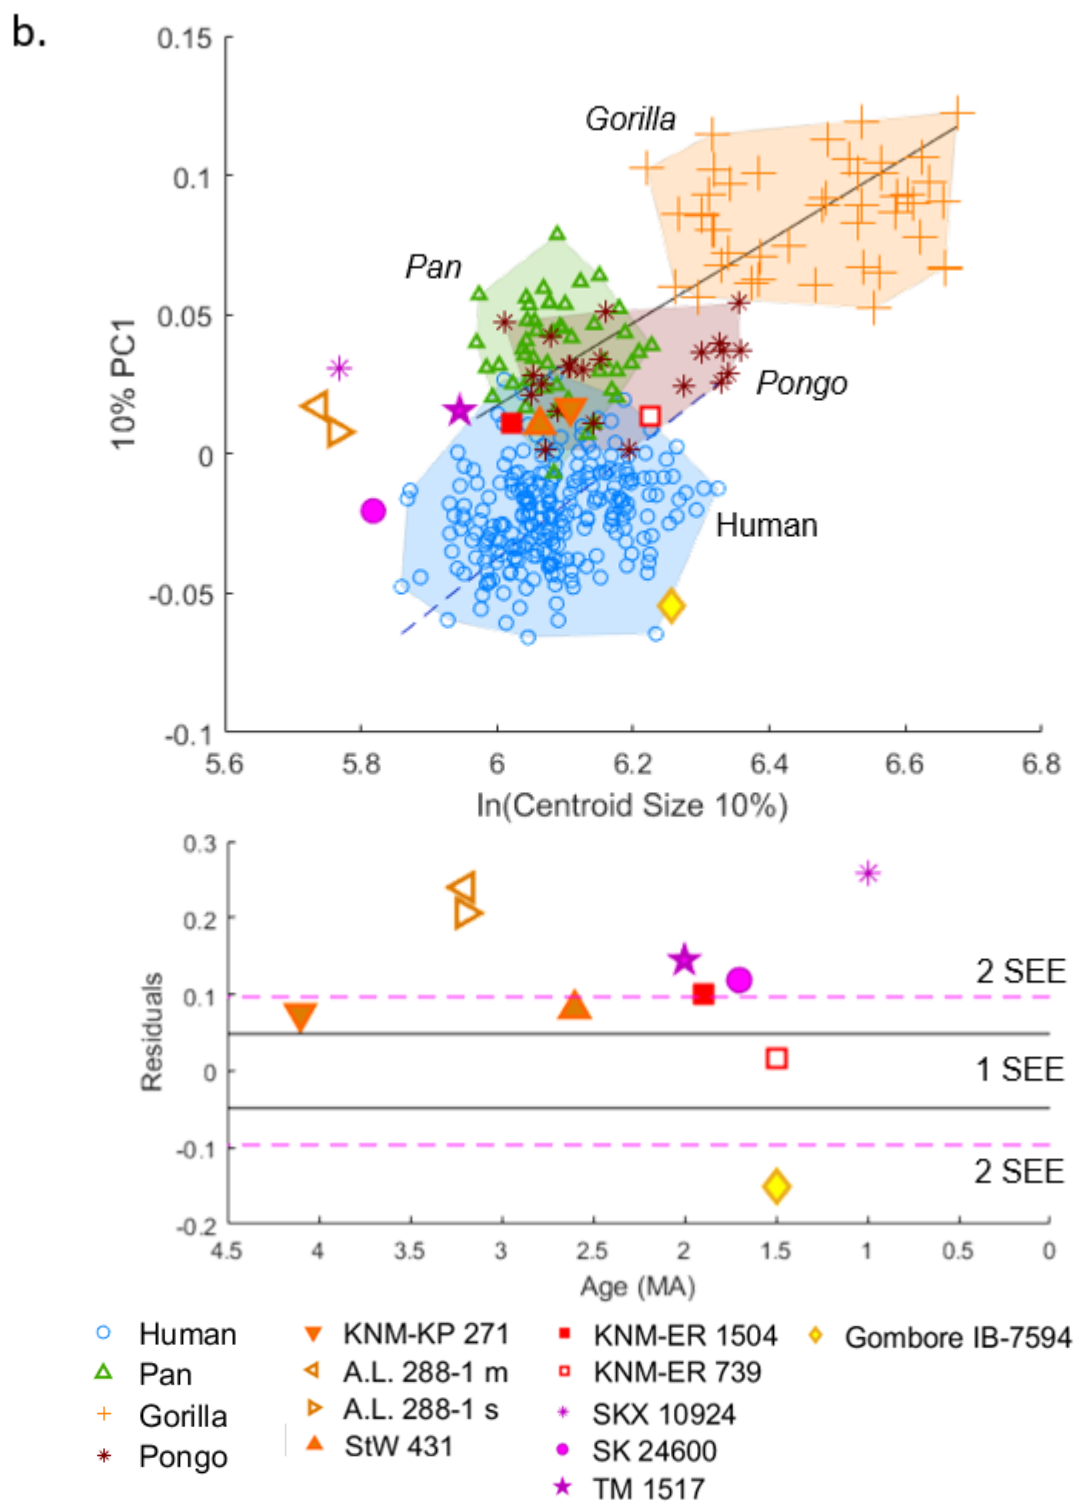 b.
0.15
0.1
0.05
0
-0.05
-0.1
10% PC1
Gorilla
Pan
Pongo
Human
5.6 5.8 6 6.2 6.4 6.6 6.8
ln(Centroid Size 10%)
0.3
0.2
0.1
0
-0.1
-0.2
Residuals
2 SEE
1 SEE
2 SEE
4.5 4 3.5 3 2.5 2 1.5 1 0.5 0
Age (MA)
Human
Pan
Gorilla
Pongo
KNM-KP 271
A.L. 288-1 m
A.L. 288-1 s
StW 431
KNM-ER 1504
KNM-ER 739
SKX 10924
SK 24600
TM 1517
Gombore IB-7594